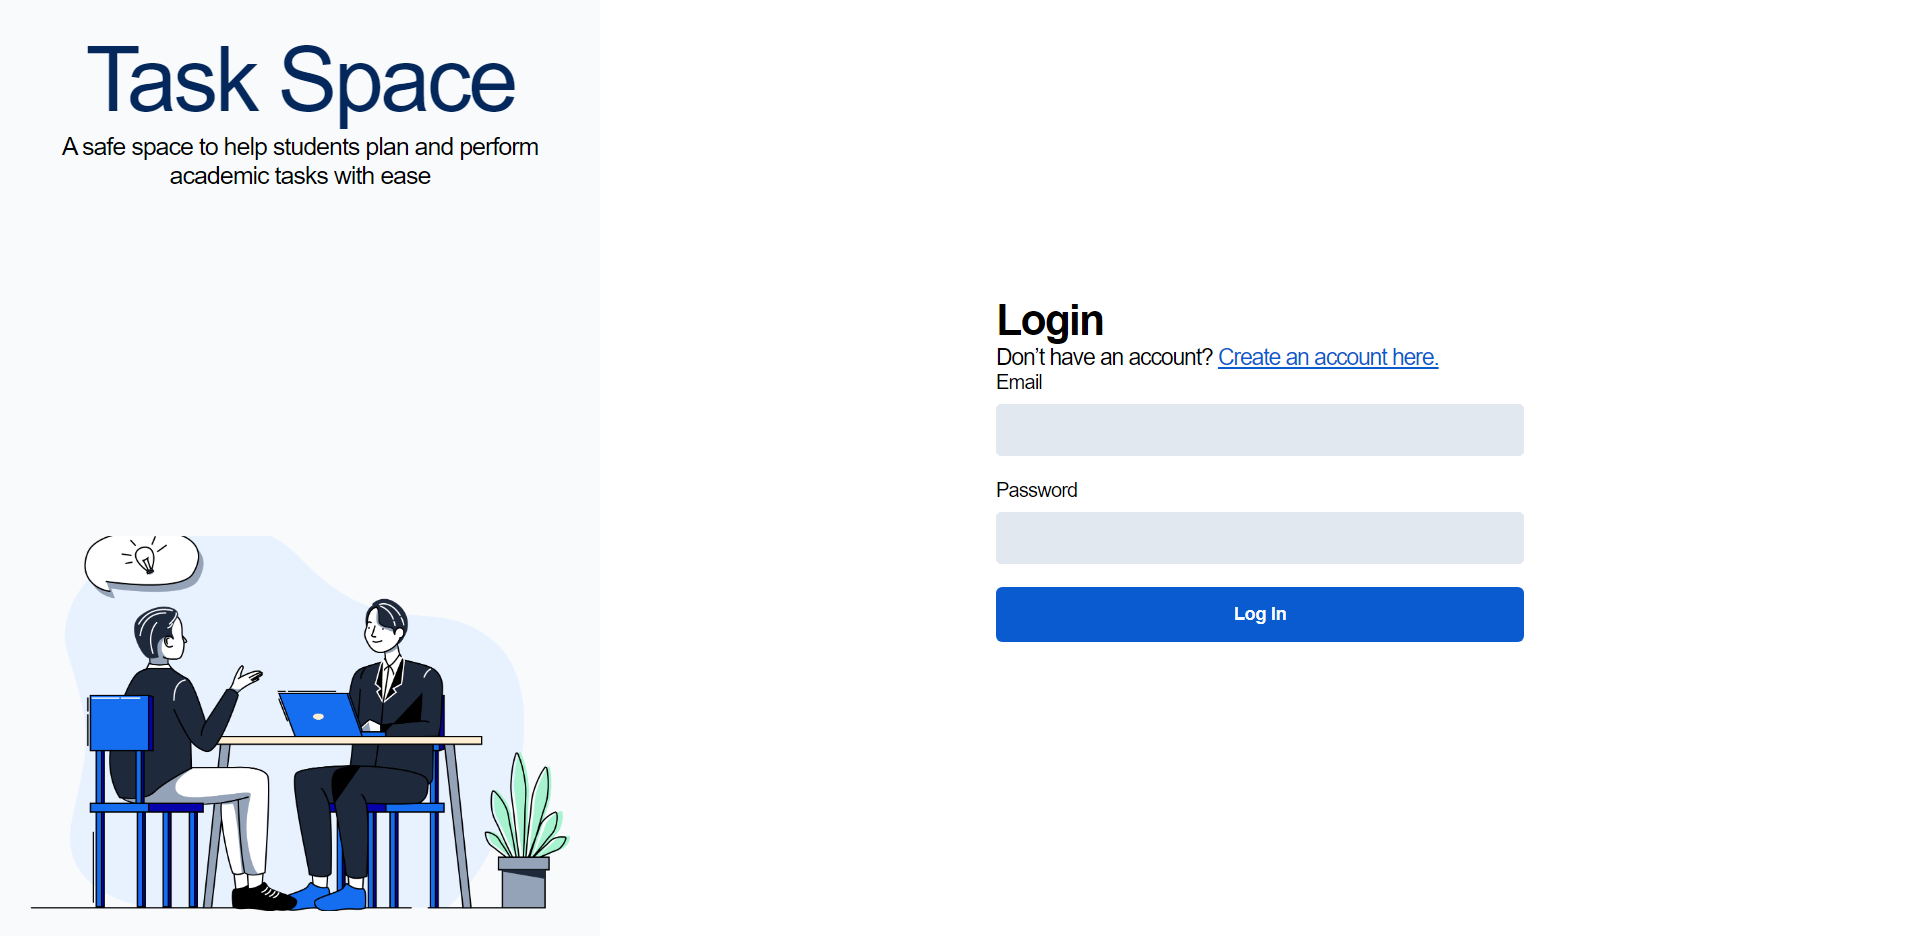 Task Space
A safe space to help students plan and perform
academic tasks with ease
Login
Don’t have an account? Create an account here.
Email
Password
Log In